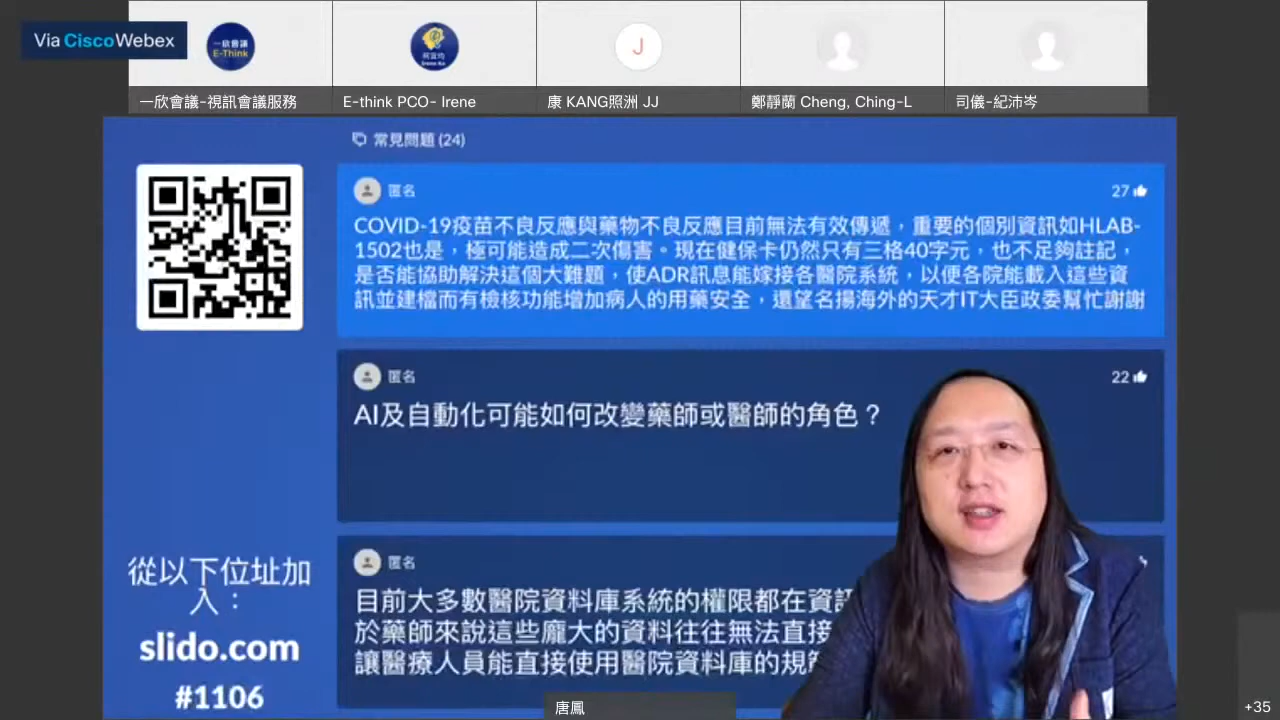 Via Cisco Webex
一欣會議
E-Think
柯宜均
Irene Ko
J
一欣會議-視訊會議服務
E-think PCO- Irene
康 KANG照洲 JJ
鄭靜蘭 Cheng, Ching-L
司儀-紀沛岑
常見問題 (24)
匿名
27
COVID-19疫苗不良反應與藥物不良反應目前無法有效傳遞，重要的個別資訊如HLAB-
1502也是，極可能造成二次傷害。現在健保卡仍然只有三格40字元，也不足夠註記，
是否能協助解決這個大難題，使ADR訊息能嫁接各醫院系統，以便各院能載入這些資
訊並建檔而有檢核功能增加病人的用藥安全，還望名揚海外的天才IT大臣政委幫忙謝謝
匿名
22
AI及自動化可能如何改變藥師或醫師的角色？
匿名
目前大多數醫院資料庫系統的權限都在資訊
於藥師來說這些龐大的資料往往無法直接
讓醫療人員能直接使用醫院資料庫的規
從以下位址加
入：
slido.com
#1106
唐鳳
+35